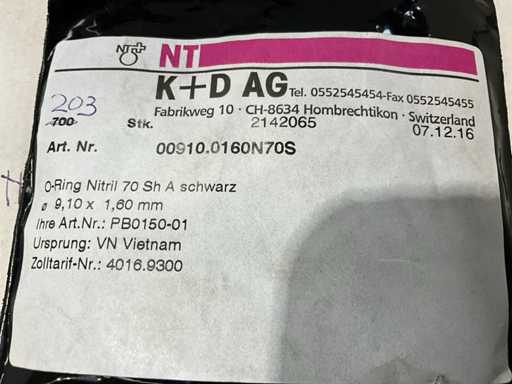 NT NT
K+D AG Tel. 0552545454-Fax 0552545455
Fabrikweg 10 · CH-8634 Hombrechtikon · Switzerland
203
700 Stk. 2142065 07.12.16
Art. Nr. 00910.0160N70S
O-Ring Nitril 70 Sh A schwarz
ø 9,10 x 1,60 mm
Ihre Art.Nr.: PB0150-01
Ursprung: VN Vietnam
Zolltarif-Nr.: 4016.9300